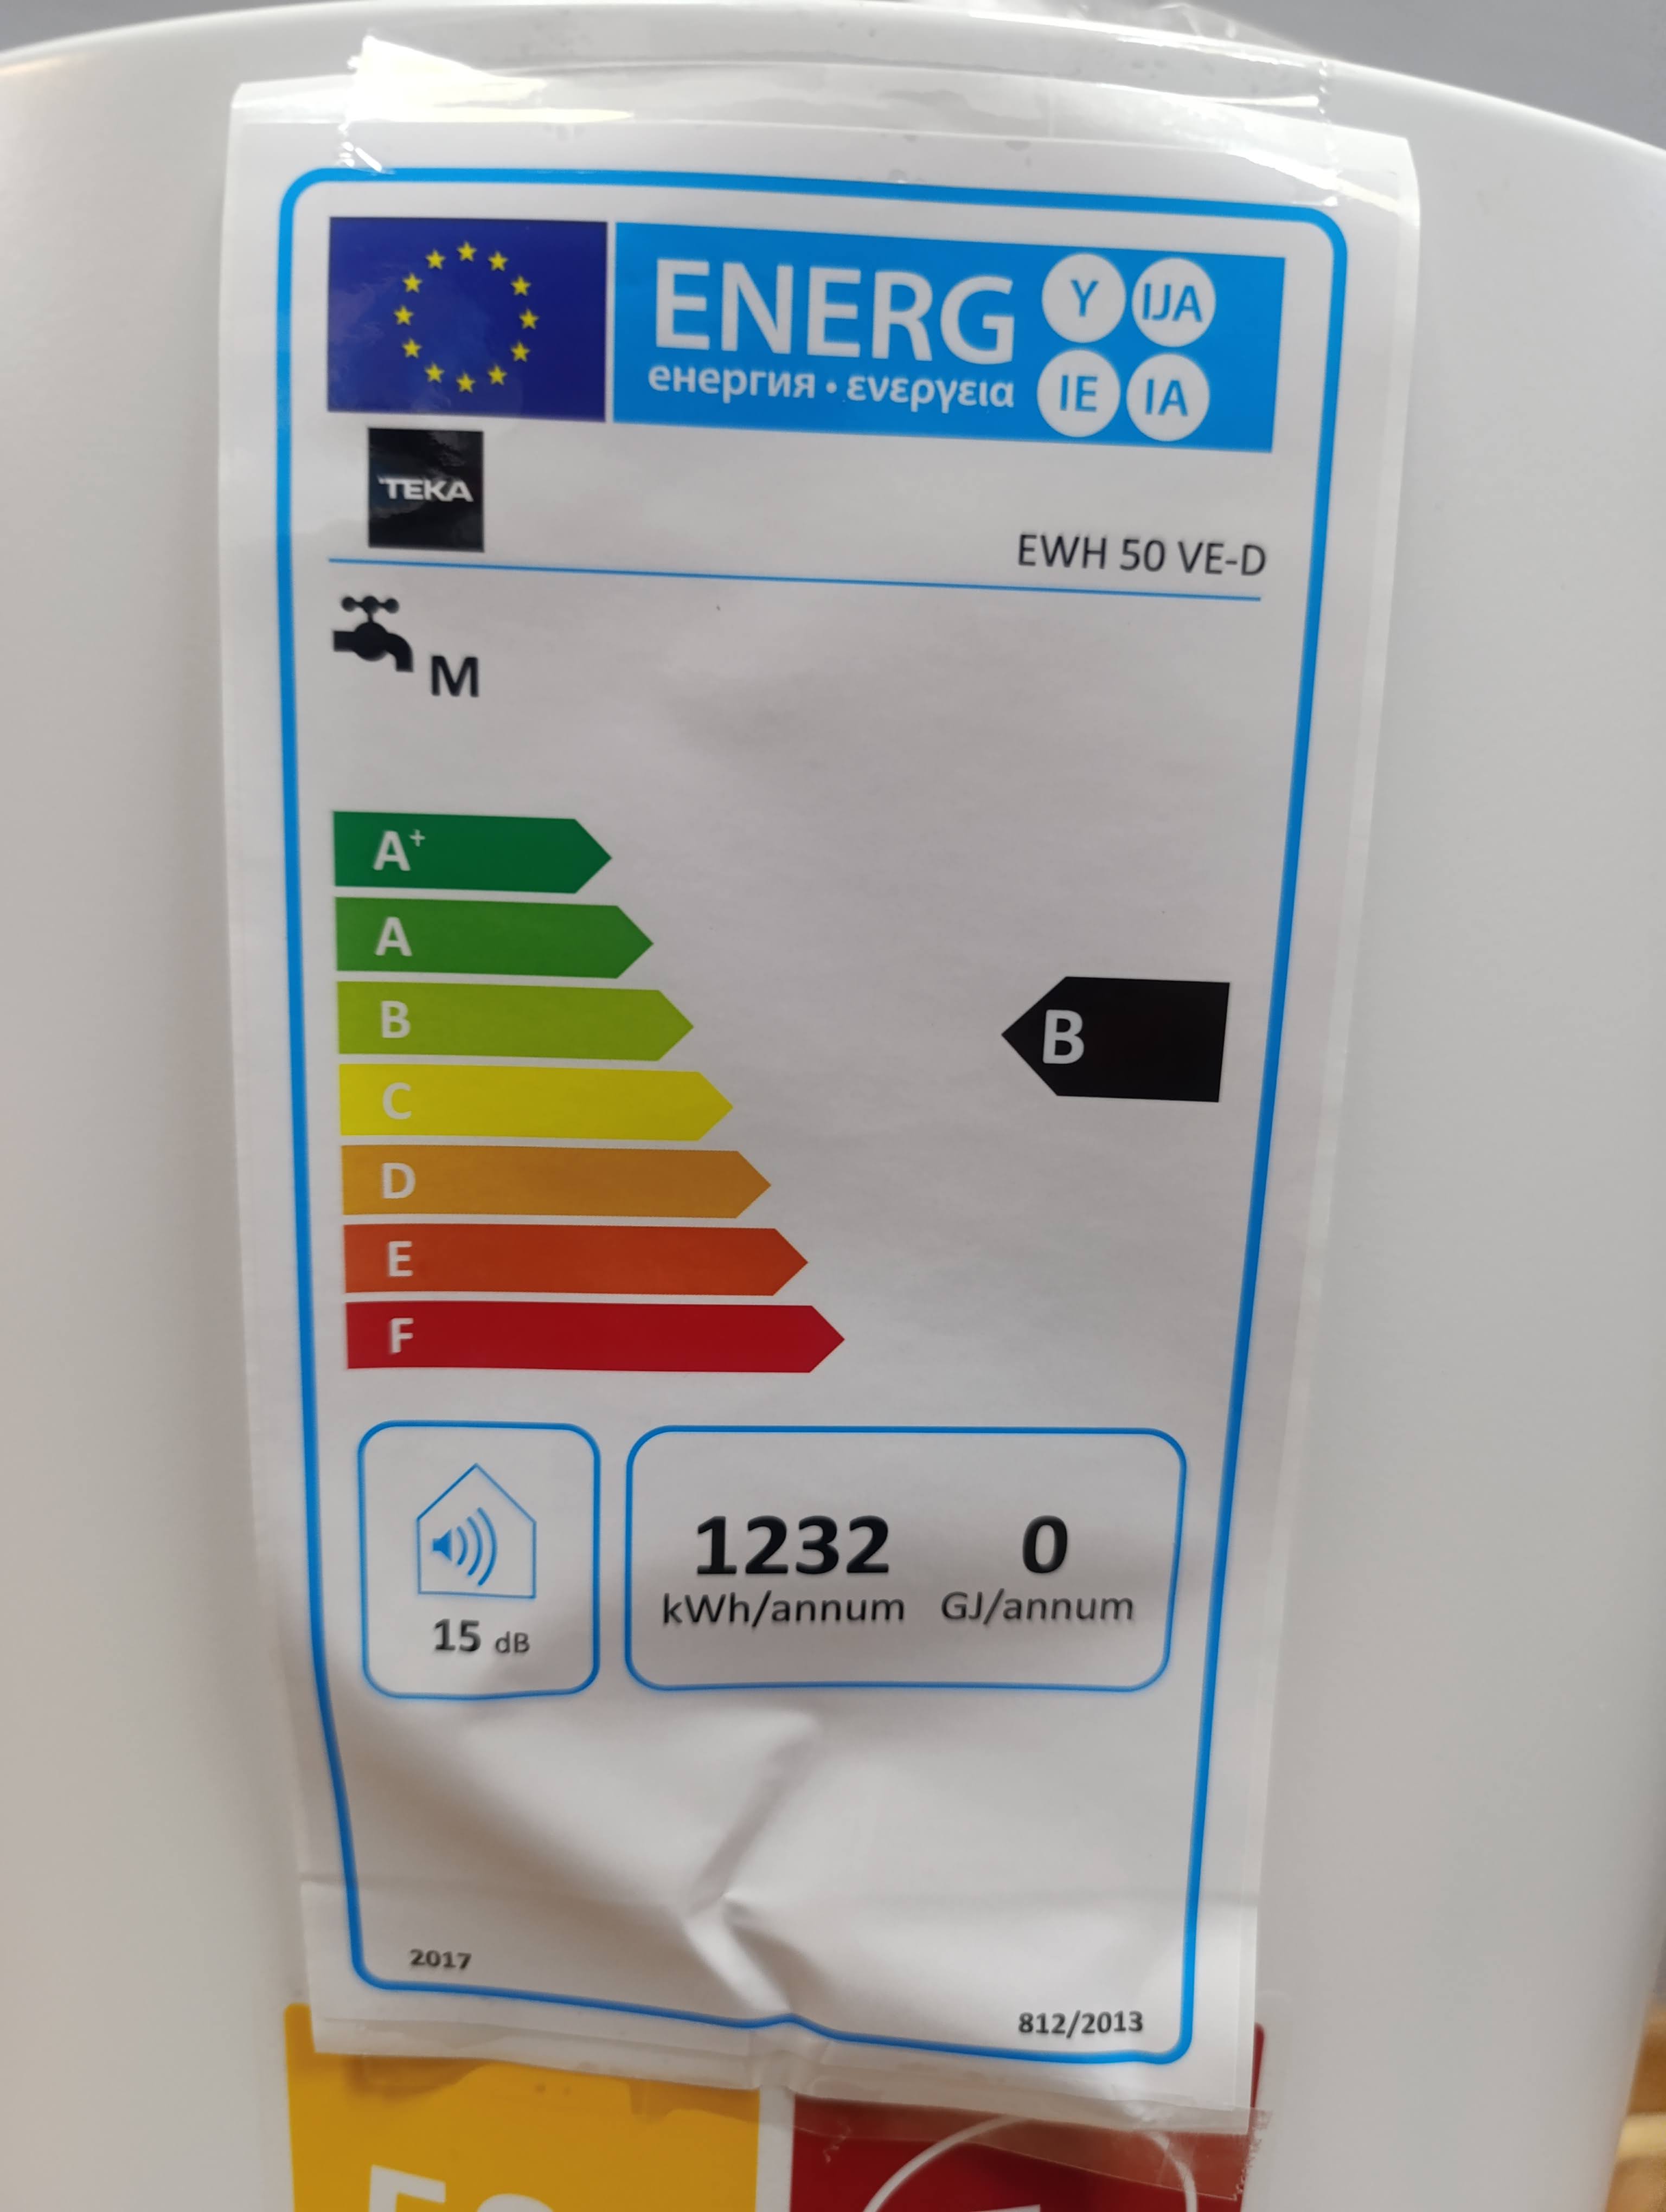 ENERG Y IJA
енергия · ενεργεια IE IA
TEKA
EWH 50 VE-D
M
A+
A
B
B
C
D
E
F
1232 0
kWh/annum GJ/annum
15 dB
2017
812/2013